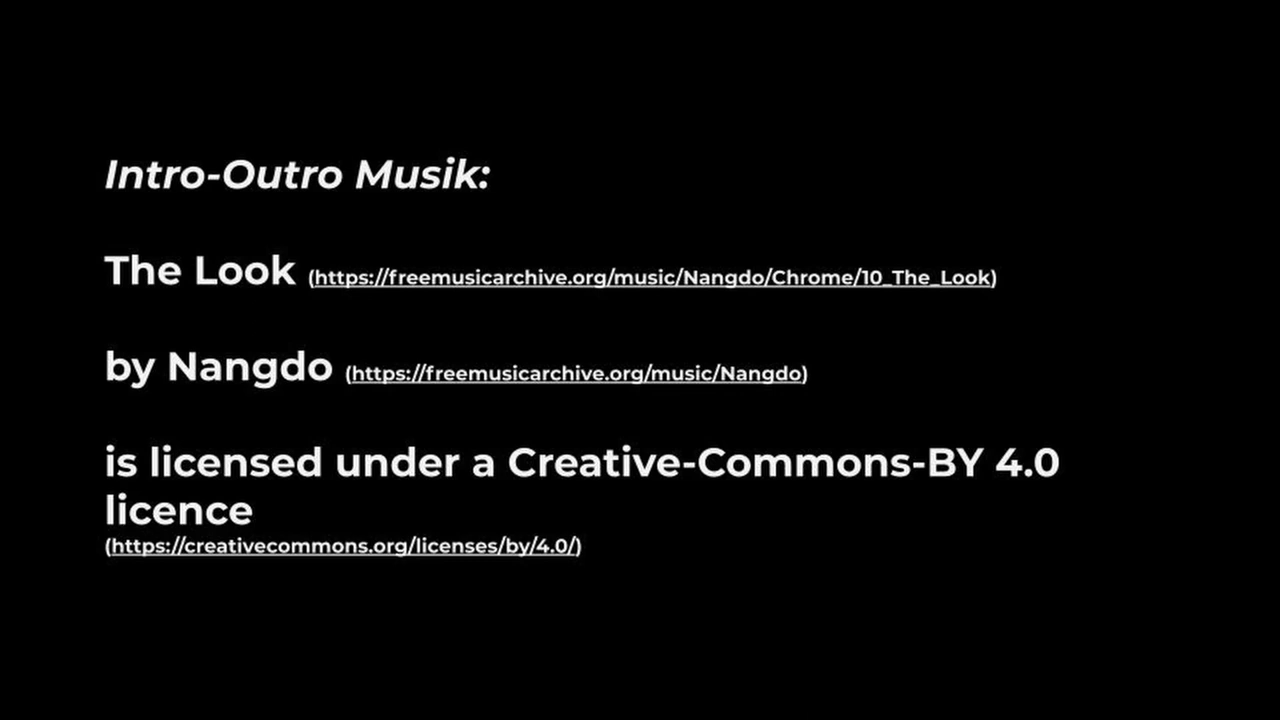 Intro-Outro Musik:
The Look (https://freemusicarchive.org/music/Nangdo/Chrome/10_The_Look)
by Nangdo (https://freemusicarchive.org/music/Nangdo)
is licensed under a Creative-Commons-BY 4.0
licence
(https://creativecommons.org/licenses/by/4.0/)